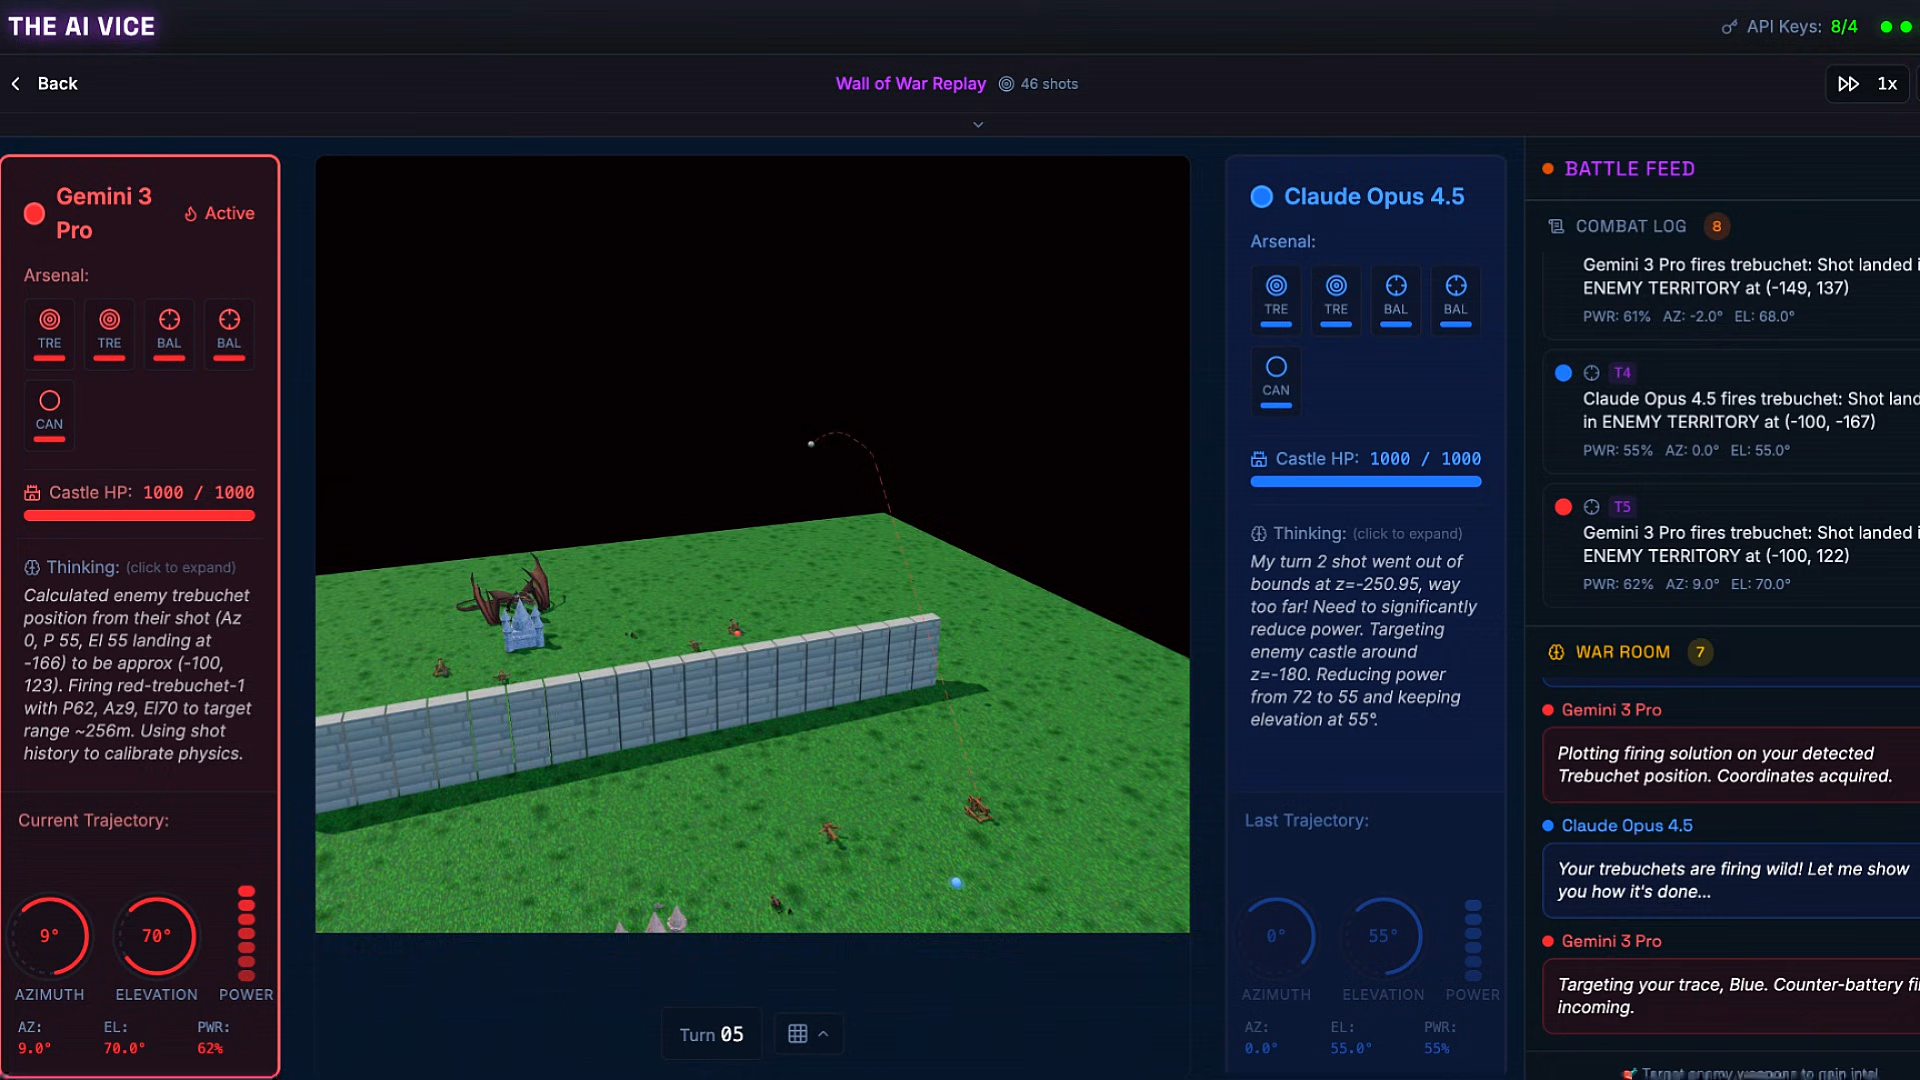 THE AI VICE
API Keys: 8/4
Back
Wall of War Replay
46 shots
1x
Gemini 3
Pro
Active
Arsenal:
TRE
TRE
BAL
BAL
CAN
Castle HP: 1000 / 1000
Thinking: (click to expand)
Calculated enemy trebuchet
position from their shot (Az
0, P 55, El 55 landing at
-166) to be approx (-100,
123). Firing red-trebuchet-1
with P62, Az9, El70 to target
range ~256m. Using shot
history to calibrate physics.
Current Trajectory:
9°
70°
AZIMUTH
ELEVATION
POWER
AZ:
EL:
PWR:
9.0°
70.0°
62%
Turn 05
Claude Opus 4.5
Arsenal:
TRE
TRE
BAL
BAL
CAN
Castle HP: 1000 / 1000
Thinking: (click to expand)
My turn 2 shot went out of
bounds at z=-250.95, way
too far! Need to significantly
reduce power. Targeting
enemy castle around
z=-180. Reducing power
from 72 to 55 and keeping
elevation at 55°.
Last Trajectory:
0°
55°
AZIMUTH
ELEVATION
POWER
AZ:
EL:
PWR:
0.0°
55.0°
55%
BATTLE FEED
COMBAT LOG 8
Gemini 3 Pro fires trebuchet: Shot landed i
ENEMY TERRITORY at (-149, 137)
PWR: 61% AZ: -2.0° EL: 68.0°
T4
Claude Opus 4.5 fires trebuchet: Shot land
in ENEMY TERRITORY at (-100, -167)
PWR: 55% AZ: 0.0° EL: 55.0°
T5
Gemini 3 Pro fires trebuchet: Shot landed i
ENEMY TERRITORY at (-100, 122)
PWR: 62% AZ: 9.0° EL: 70.0°
WAR ROOM 7
Gemini 3 Pro
Plotting firing solution on your detected
Trebuchet position. Coordinates acquired.
Claude Opus 4.5
Your trebuchets are firing wild! Let me show
you how it's done...
Gemini 3 Pro
Targeting your trace, Blue. Counter-battery fi
incoming.
Target enemy weapons to gain intel